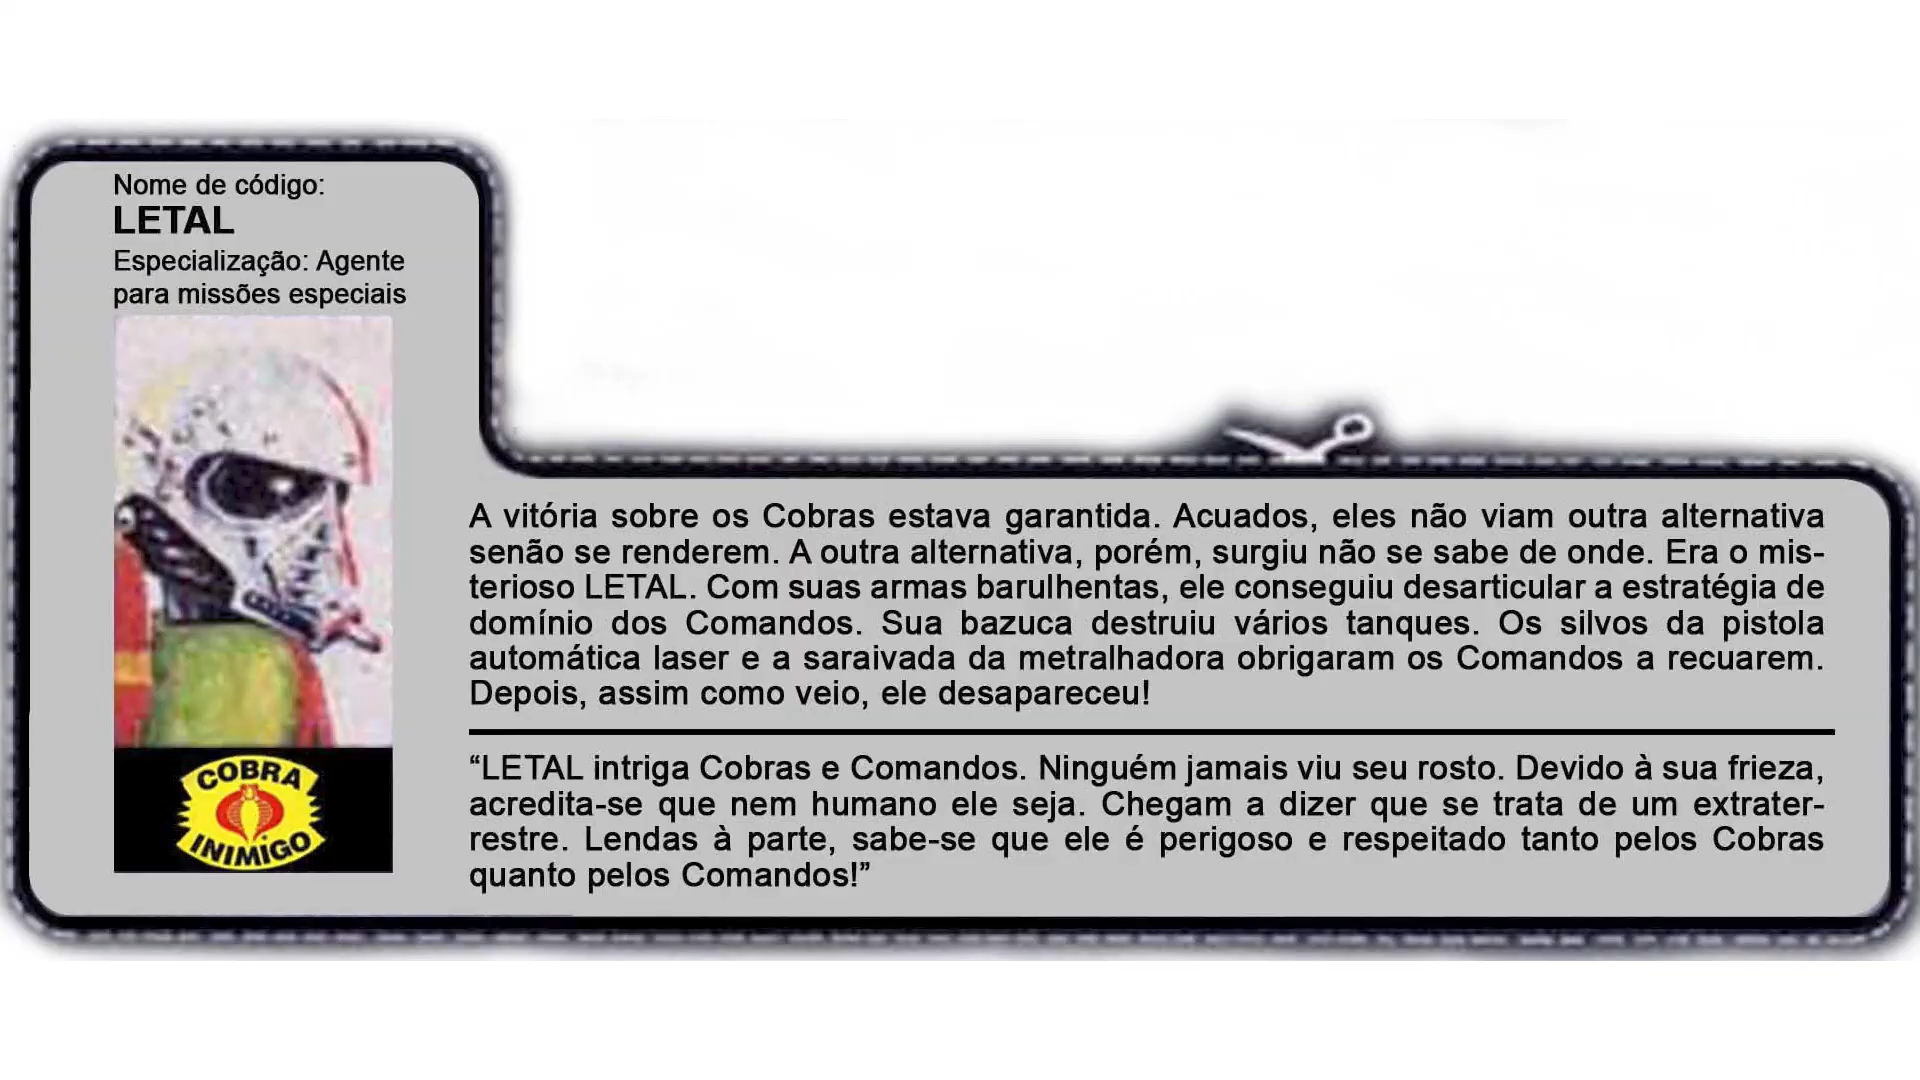 Nome de código:
LETAL
Especialização: Agente
para missões especiais
COBRA
INIMIGO
A vitória sobre os Cobras estava garantida. Acuados, eles não viam outra alternativa
senão se renderem. A outra alternativa, porém, surgiu não se sabe de onde. Era o mis-
terioso LETAL. Com suas armas barulhentas, ele conseguiu desarticular a estratégia de
domínio dos Comandos. Sua bazuca destruiu vários tanques. Os silvos da pistola
automática laser e a saraivada da metralhadora obrigaram os Comandos a recuarem.
Depois, assim como veio, ele desapareceu!
“LETAL intriga Cobras e Comandos. Ninguém jamais viu seu rosto. Devido à sua frieza,
acredita-se que nem humano ele seja. Chegam a dizer que se trata de um extrater-
restre. Lendas à parte, sabe-se que ele é perigoso e respeitado tanto pelos Cobras
quanto pelos Comandos!”